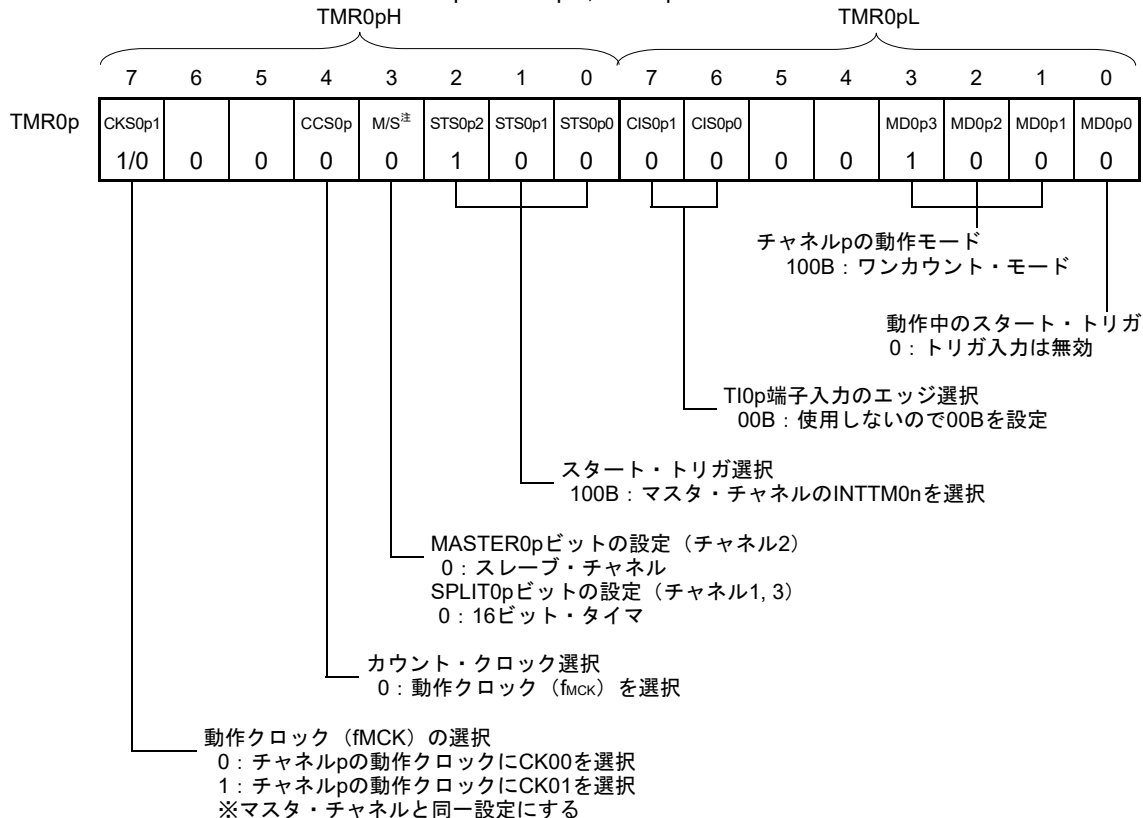 TMR0pH TMR0pL
7 6 5 4 3 2 1 0 7 6 5 4 3 2 1 0
TMR0p CKS0p1 CCS0p M/S注 STS0p2 STS0p1 STS0p0 CIS0p1 CIS0p0 MD0p3 MD0p2 MD0p1 MD0p0
1/0 0 0 0 0 1 0 0 0 0 0 0 1 0 0 0
チャネルpの動作モード
100B:ワンカウント・モード
動作中のスタート・トリガ
0:トリガ入力は無効
TI0p端子入力のエッジ選択
00B:使用しないので00Bを設定
スタート・トリガ選択
100B:マスタ・チャネルのINTTM0nを選択
MASTER0pビットの設定(チャネル2)
0:スレーブ・チャネル
SPLIT0pビットの設定(チャネル1, 3)
0:16ビット・タイマ
カウント・クロック選択
0:動作クロック(fMCK)を選択
動作クロック(fMCK)の選択
0:チャネルpの動作クロックにCK00を選択
1:チャネルpの動作クロックにCK01を選択
※マスタ・チャネルと同一設定にする